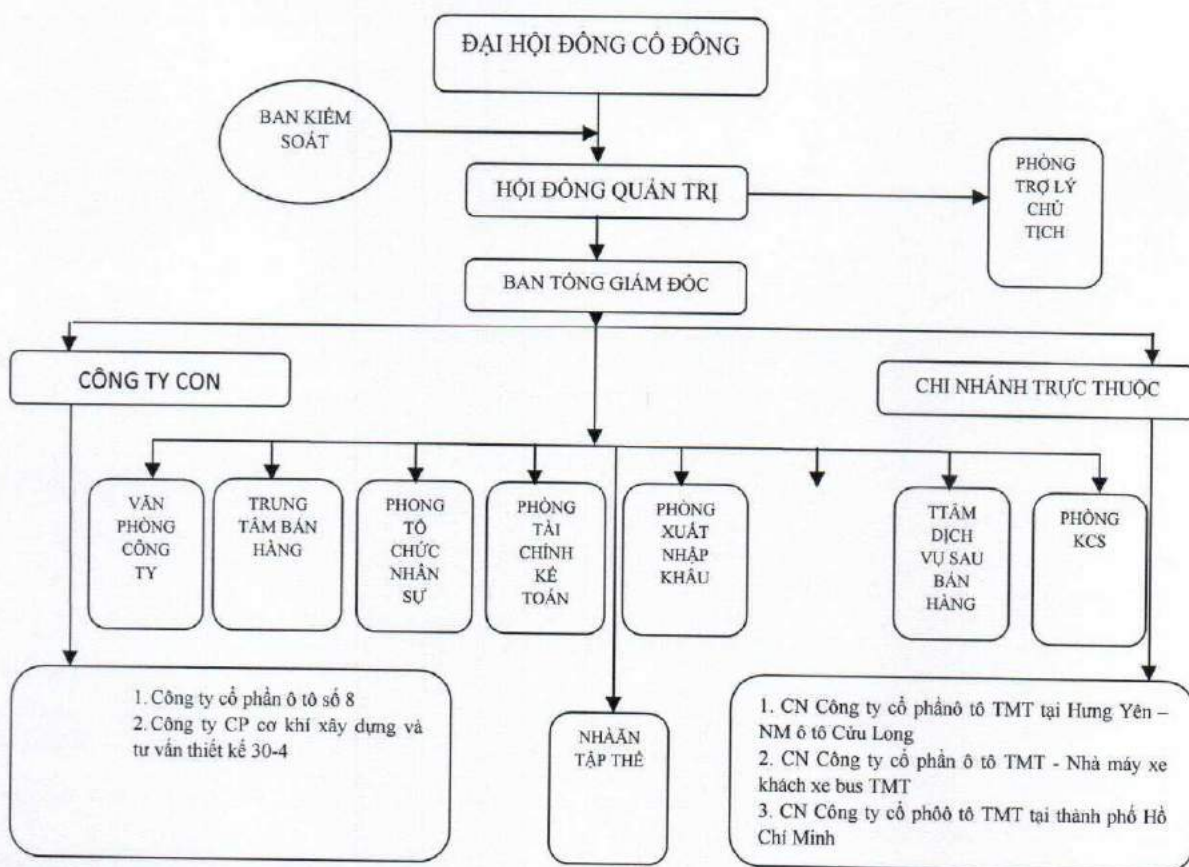 ĐẠI HỘI ĐÔNG CỔ ĐÔNG
BAN KIỂM
SOÁT
HỘI ĐÔNG QUẢN TRỊ
PHÒNG
TRỢ LÝ
CHỦ
TỊCH
BAN TỔNG GIÁM ĐỐC
CÔNG TY CON
CHI NHÁNH TRỰC THUỘC
VĂN
PHÒNG
CÔNG
TY
TRUNG
TÂM BÁN
HÀNG
PHONG
TỔ
CHỨC
NHÂN
SỰ
PHÒNG
TÀI
CHÍNH
KẾ
TOÁN
PHÒNG
XUẤT
NHẬP
KHẨU
TTÂM
DỊCH
VỤ SAU
BÁN
HÀNG
PHÒNG
KCS
1. Công ty cổ phần ô tô số 8
2. Công ty CP cơ khí xây dựng và
tư vấn thiết kế 30-4
NHÀĂN
TẬP THỂ
1. CN Công ty cổ phầnô tô TMT tại Hưng Yên –
NM ô tô Cửu Long
2. CN Công ty cổ phần ô tô TMT - Nhà máy xe
khách xe bus TMT
3. CN Công ty cổ phôô tô TMT tại thành phố Hồ
Chí Minh